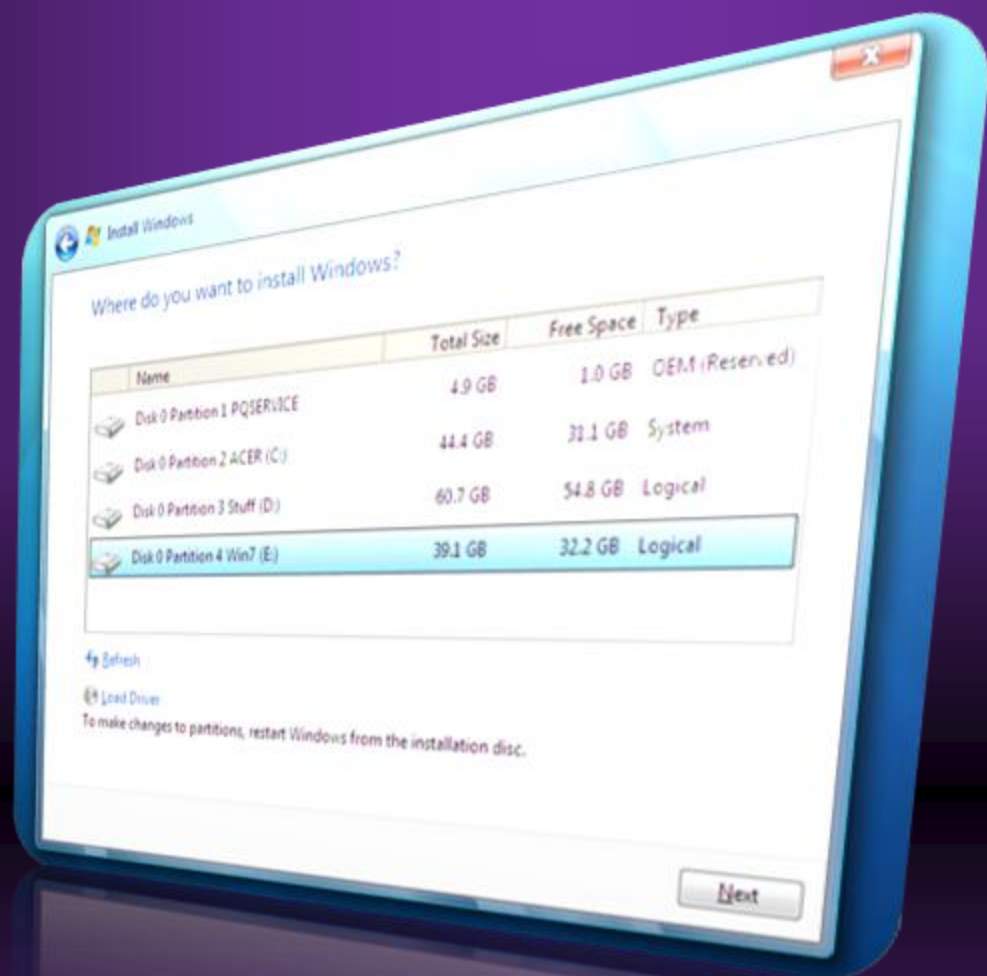 Install Windows
Where do you want to install Windows?
Name Total Size Free Space Type
Disk 0 Partition 1 PQSERVICE 4.9 GB 1.0 GB OEM (Reserved)
Disk 0 Partition 2 ACER (C:) 44.4 GB 31.1 GB System
Disk 0 Partition 3 Stuff (D:) 60.7 GB 54.8 GB Logical
Disk 0 Partition 4 Win7 (E:) 39.1 GB 32.2 GB Logical
Refresh
Load Driver
To make changes to partitions, restart Windows from the installation disc.
Next